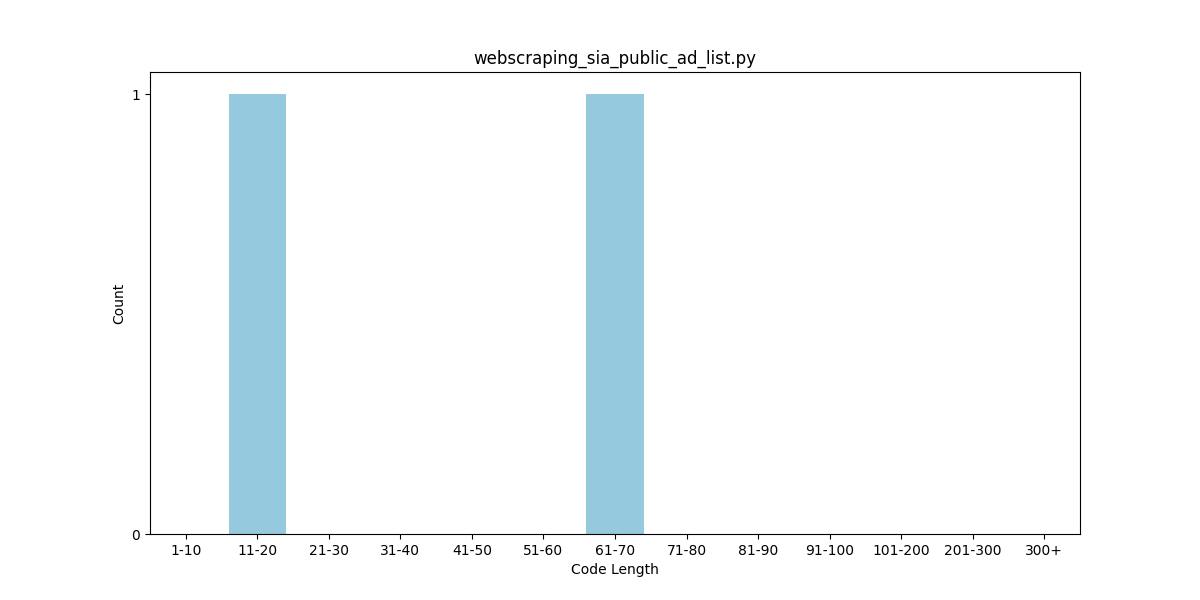 webscraping_sia_public_ad_list.py
1
Count
0
1-10 11-20 21-30 31-40 41-50 51-60 61-70 71-80 81-90 91-100 101-200 201-300 300+
Code Length